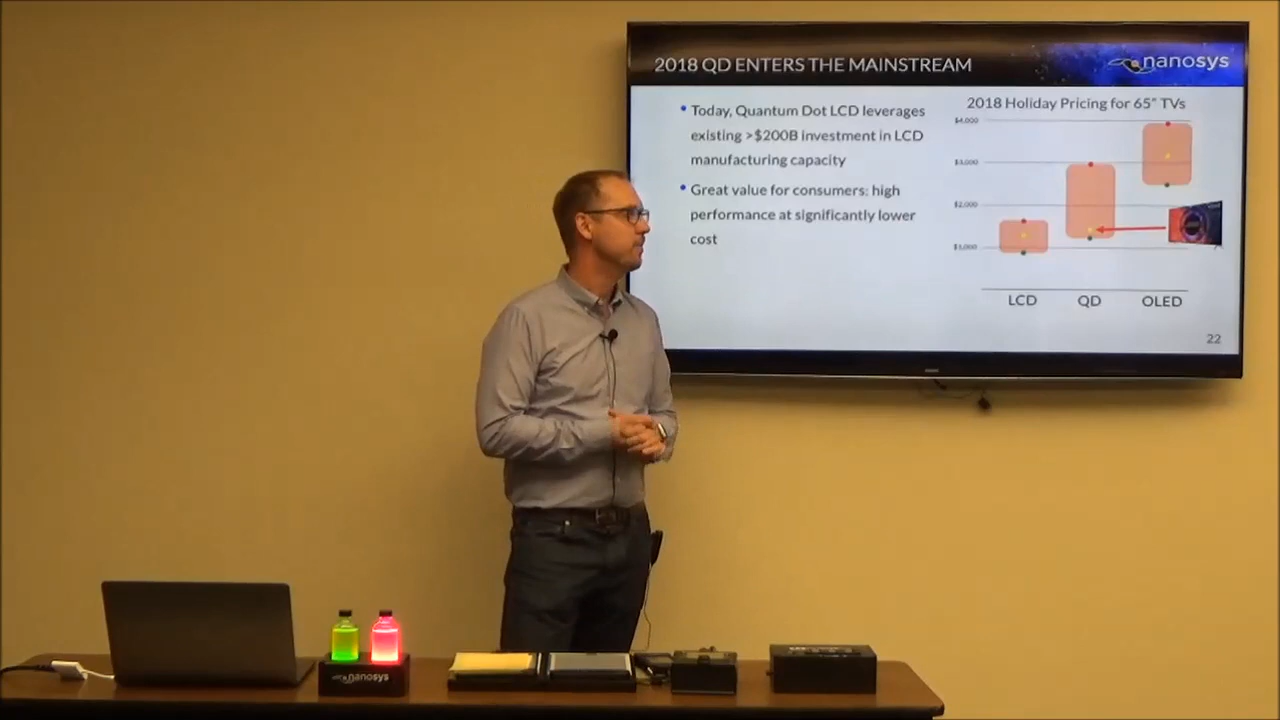 2018 QD ENTERS THE MAINSTREAM
nanosys
Today, Quantum Dot LCD leverages
existing >$200B investment in LCD
manufacturing capacity
Great value for consumers: high
performance at significantly lower
cost
2018 Holiday Pricing for 65" TVs
$4,000
$3,000
$2,000
$1,000
LCD QD OLED
22
nanosys